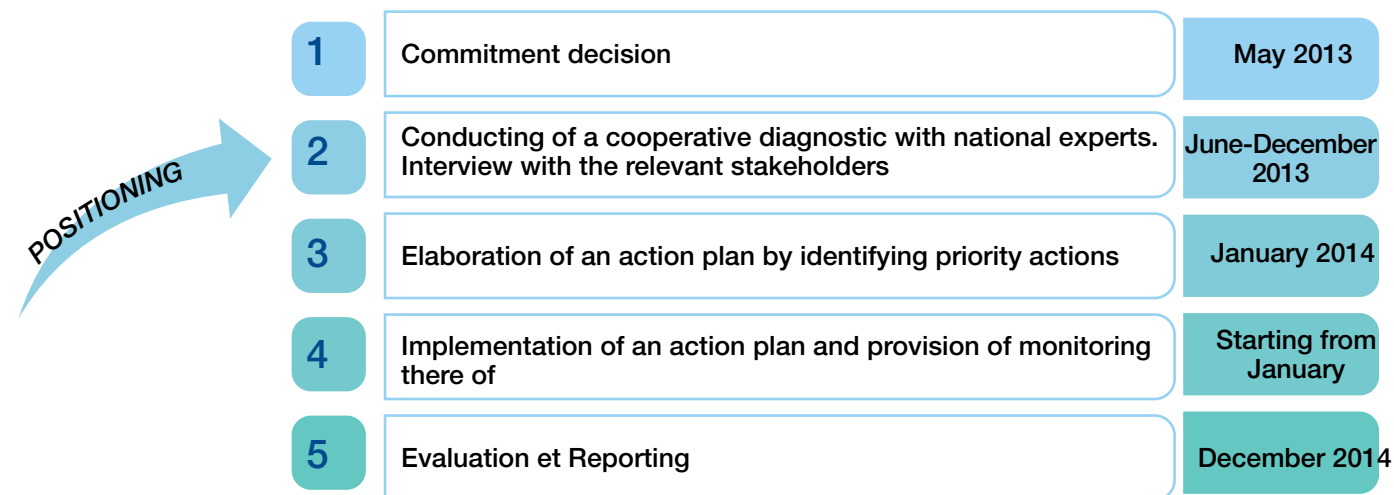 1
Commitment decision
May 2013
POSITIONING
2
Conducting of a cooperative diagnostic with national experts.
Interview with the relevant stakeholders
June-December
2013
3
Elaboration of an action plan by identifying priority actions
January 2014
4
Implementation of an action plan and provision of monitoring
there of
Starting from
January
5
Evaluation et Reporting
December 2014